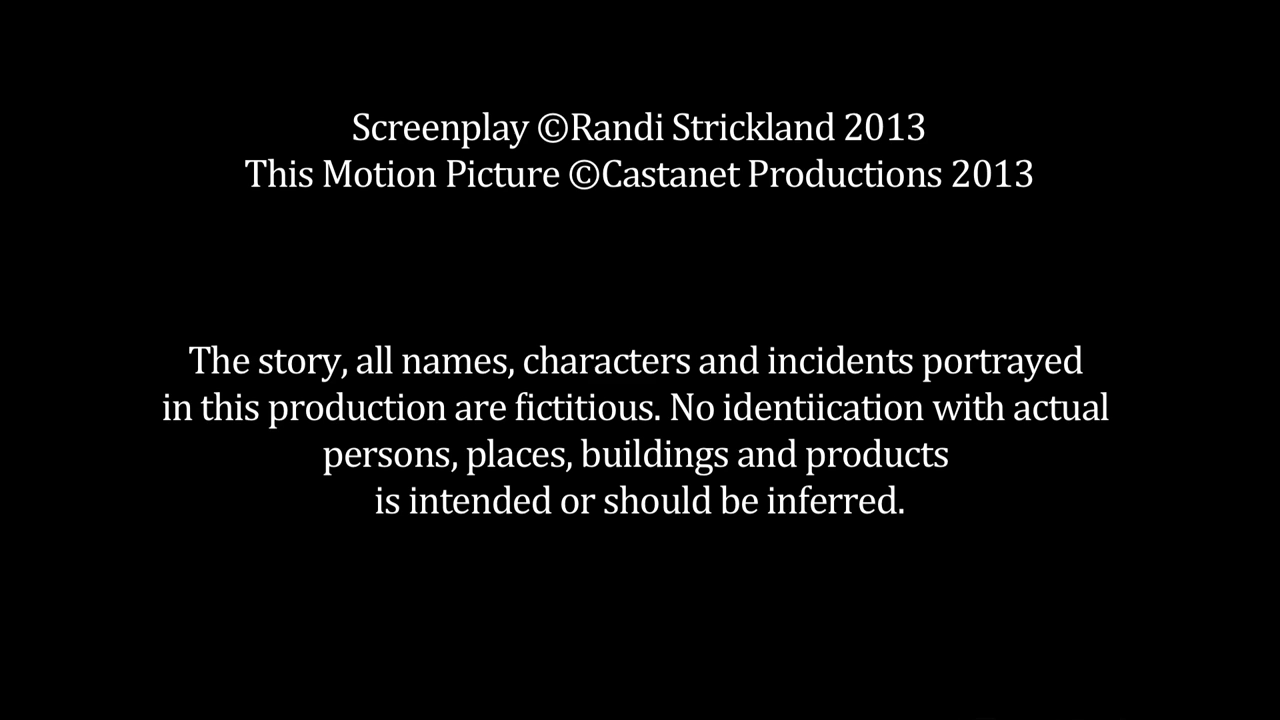 Screenplay ©Randi Strickland 2013
This Motion Picture ©Castanet Productions 2013
The story, all names, characters and incidents portrayed
in this production are fictitious. No identiication with actual
persons, places, buildings and products
is intended or should be inferred.